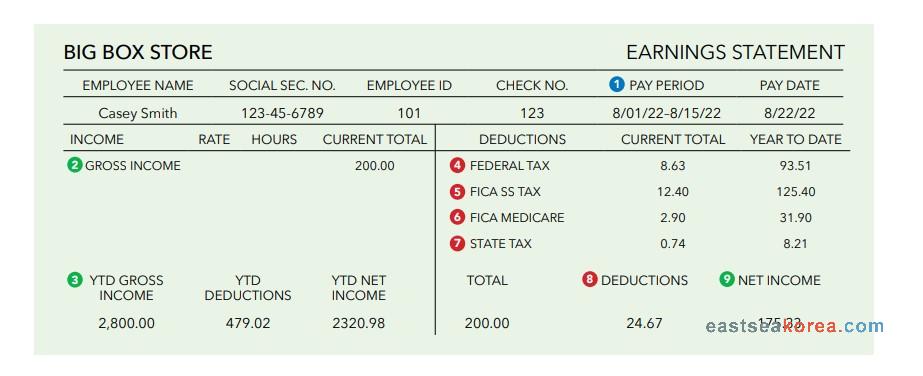 BIG BOX STORE EARNINGS STATEMENT
EMPLOYEE NAME SOCIAL SEC. NO. EMPLOYEE ID CHECK NO. 1 PAY PERIOD PAY DATE
Casey Smith 123-45-6789 101 123 8/01/22–8/15/22 8/22/22
INCOME RATE HOURS CURRENT TOTAL DEDUCTIONS CURRENT TOTAL YEAR TO DATE
2 GROSS INCOME 200.00 4 FEDERAL TAX 8.63 93.51
5 FICA SS TAX 12.40 125.40
6 FICA MEDICARE 2.90 31.90
7 STATE TAX 0.74 8.21
3 YTD GROSS YTD YTD NET TOTAL 8 DEDUCTIONS 9 NET INCOME
INCOME DEDUCTIONS INCOME
2,800.00 479.02 2320.98 200.00 24.67
eastseakorea.com